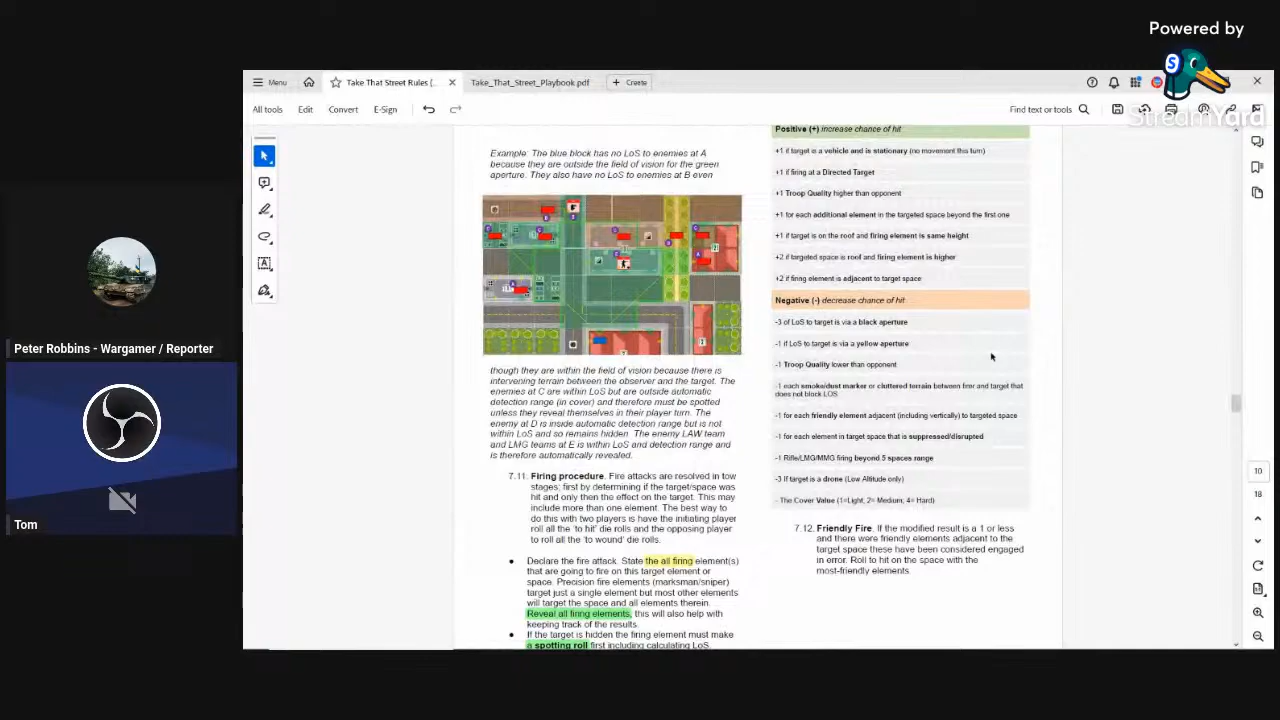 Powered by
StreamYard
Menu
Take That Street Rules (...
Take_That_Street_Playbook.pdf
+ Create
All tools
Edit
Convert
E-Sign
Find text or tools
Example: The blue block has no LoS to enemies at A
because they are outside the field of vision for the green
aperture. They also have no LoS to enemies at B even
though they are within the field of vision because there is
intervening terrain between the observer and the target. The
enemies at C are within LoS but are outside automatic
detection range (in cover) and therefore must be spotted
unless they reveal themselves in their player turn. The
enemy at D is inside automatic detection range but is not
within LoS and so remains hidden. The enemy LAW team
and LMG teams at E is within LoS and detection range and
is therefore automatically revealed.
7.11. Firing procedure. Fire attacks are resolved in tow
stages; first by determining if the target/space was
hit and only then the effect on the target. This may
include more than one element. The best way to
do this with two players is have the initiating player
roll all the 'to hit' die rolls and the opposing player
to roll all the 'to wound' die rolls.
● Declare the fire attack. State the all firing element(s)
that are going to fire on this target element or
space. Precision fire elements (marksman/sniper)
target just a single element but most other elements
will target the space and all elements therein.
Reveal all firing elements, this will also help with
keeping track of the results.
● If the target is hidden the firing element must make
a spotting roll first including calculating LoS.
Positive (+) increase chance of hit
+1 if target is a vehicle and is stationary (no movement this turn)
+1 if firing at a Directed Target
+1 Troop Quality higher than opponent
+1 for each additional element in the targeted space beyond the first one
+1 if target is on the roof and firing element is same height
+2 if targeted space is roof and firing element is higher
+2 if firing element is adjacent to target space
Negative (-) decrease chance of hit
-3 of LoS to target is via a black aperture
-1 if LoS to target is via a yellow aperture
-1 Troop Quality lower than opponent
-1 each smoke/dust marker or cluttered terrain between firer and target that
does not block LOS
-1 for each friendly element adjacent (including vertically) to targeted space
-1 for each element in target space that is suppressed/disrupted
-1 Rifle/LMG/MMG firing beyond 5 spaces range
-3 If target is a drone (Low Altitude only)
- The Cover Value (1=Light; 2= Medium; 4= Hard)
7.12. Friendly Fire. If the modified result is a 1 or less
and there were friendly elements adjacent to the
target space these have been considered engaged
in error. Roll to hit on the space with the
most-friendly elements.
10
18
Peter Robbins - Wargamer / Reporter
Tom